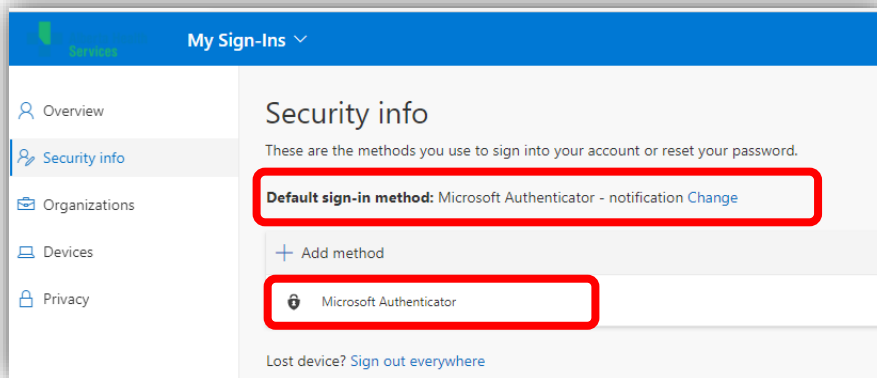 Services
My Sign-Ins
Overview
Security info
Organizations
Devices
Privacy
Security info
These are the methods you use to sign into your account or reset your password.
Default sign-in method: Microsoft Authenticator - notification Change
Add method
Microsoft Authenticator
Lost device? Sign out everywhere